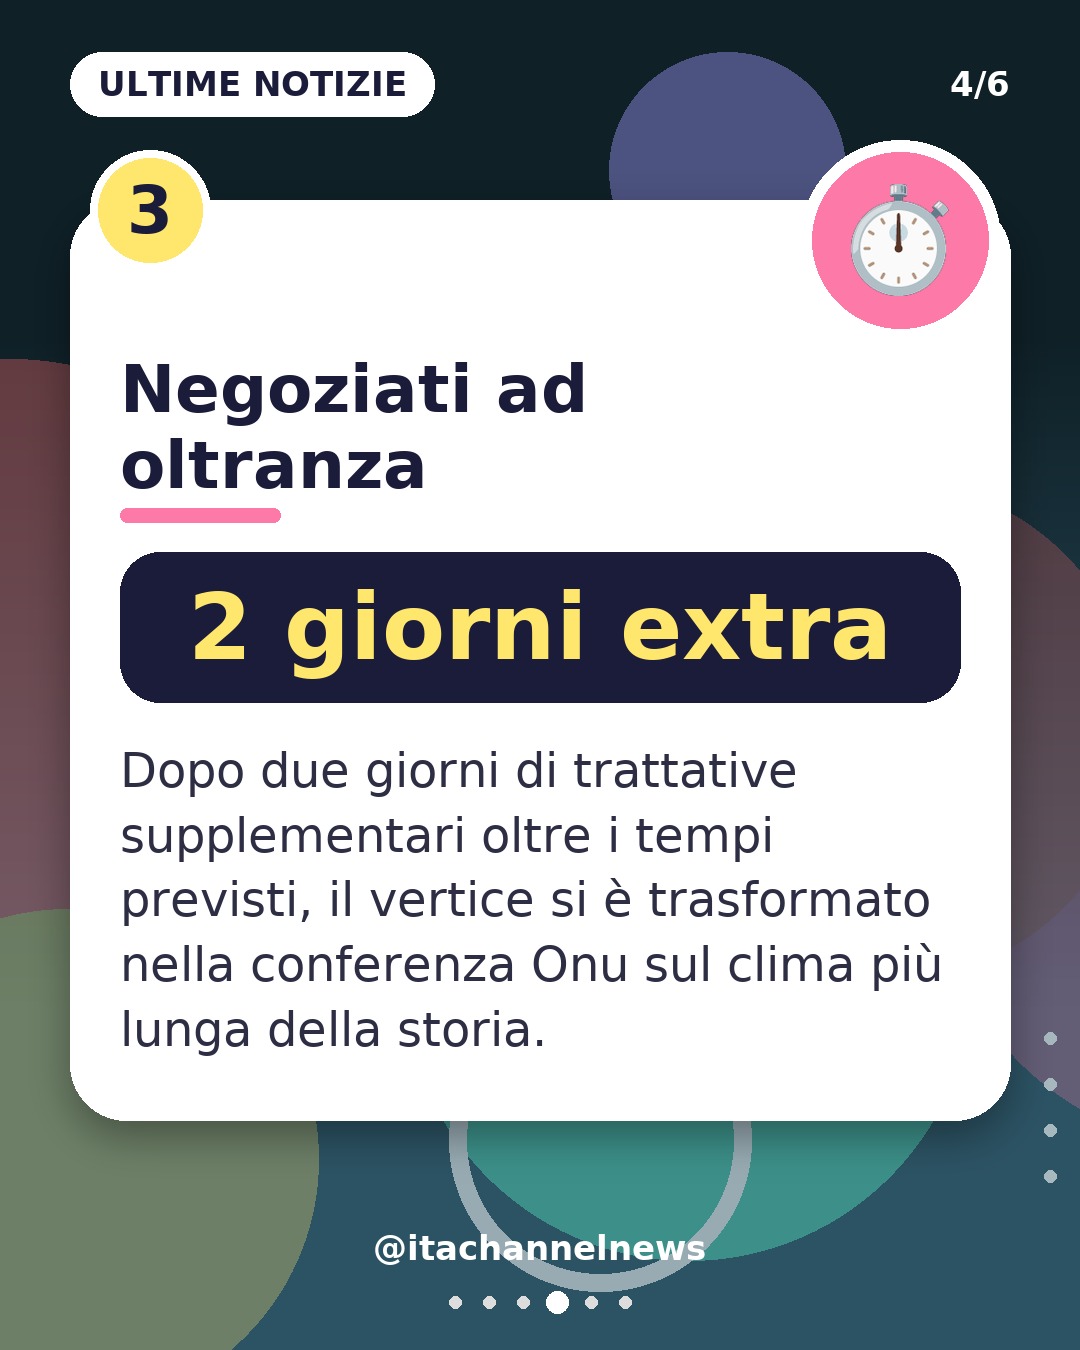 ULTIME NOTIZIE
4/6
3
Negoziati ad
oltranza
2 giorni extra
Dopo due giorni di trattative
supplementari oltre i tempi
previsti, il vertice si è trasformato
nella conferenza Onu sul clima più
lunga della storia.
@itachannelnews